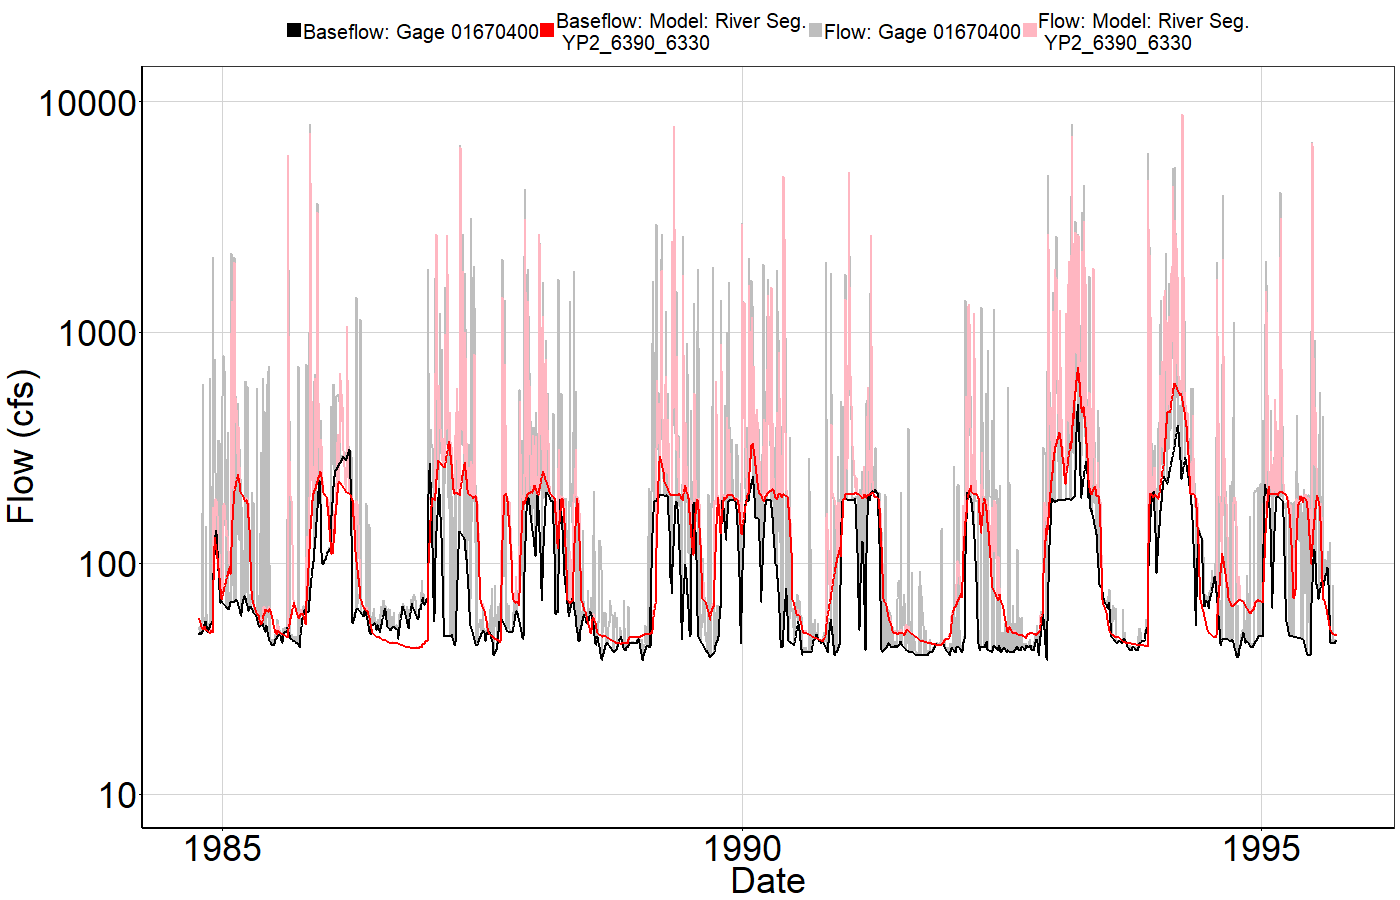 Baseflow: Gage 01670400
Baseflow: Model: River Seg.
YP2_6390_6330
Flow: Gage 01670400
Flow: Model: River Seg.
YP2_6390_6330
Flow (cfs)
10000
1000
100
10
1985
1990
1995
Date